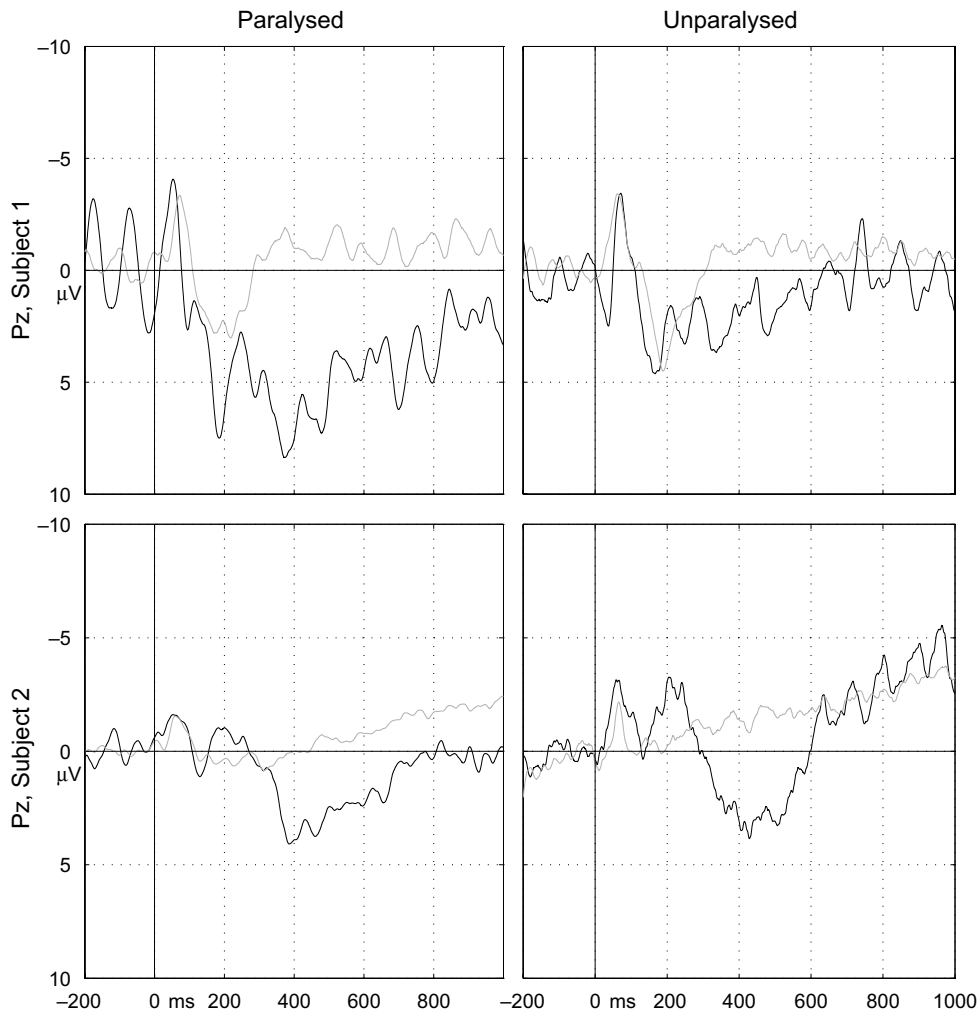 Paralysed Unparalysed
–10
–5
0
μV
5
10
Pz, Subject 1
–10
–5
0
μV
5
10
Pz, Subject 2
–200 0 ms 200 400 600 800 –200 0 ms 200 400 600 800 1000